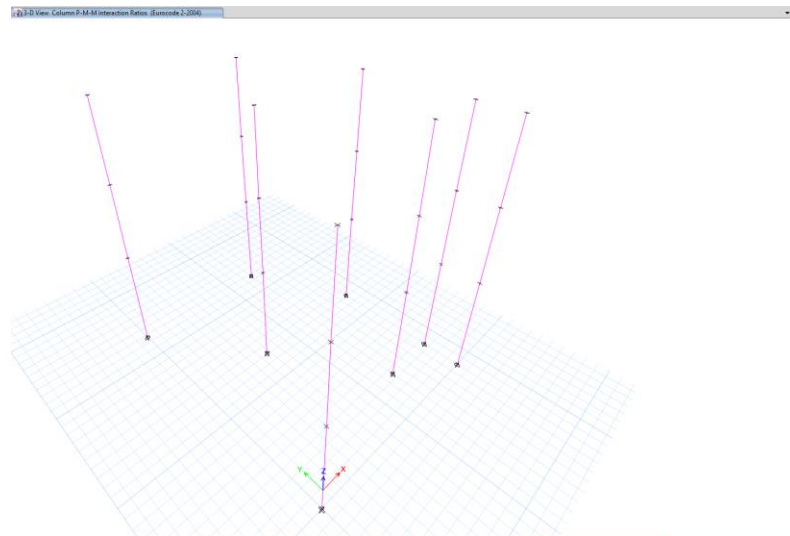 3-D View Column P-M-M Interaction Ratios (Eurocode 2-2004)
Z
Y
X